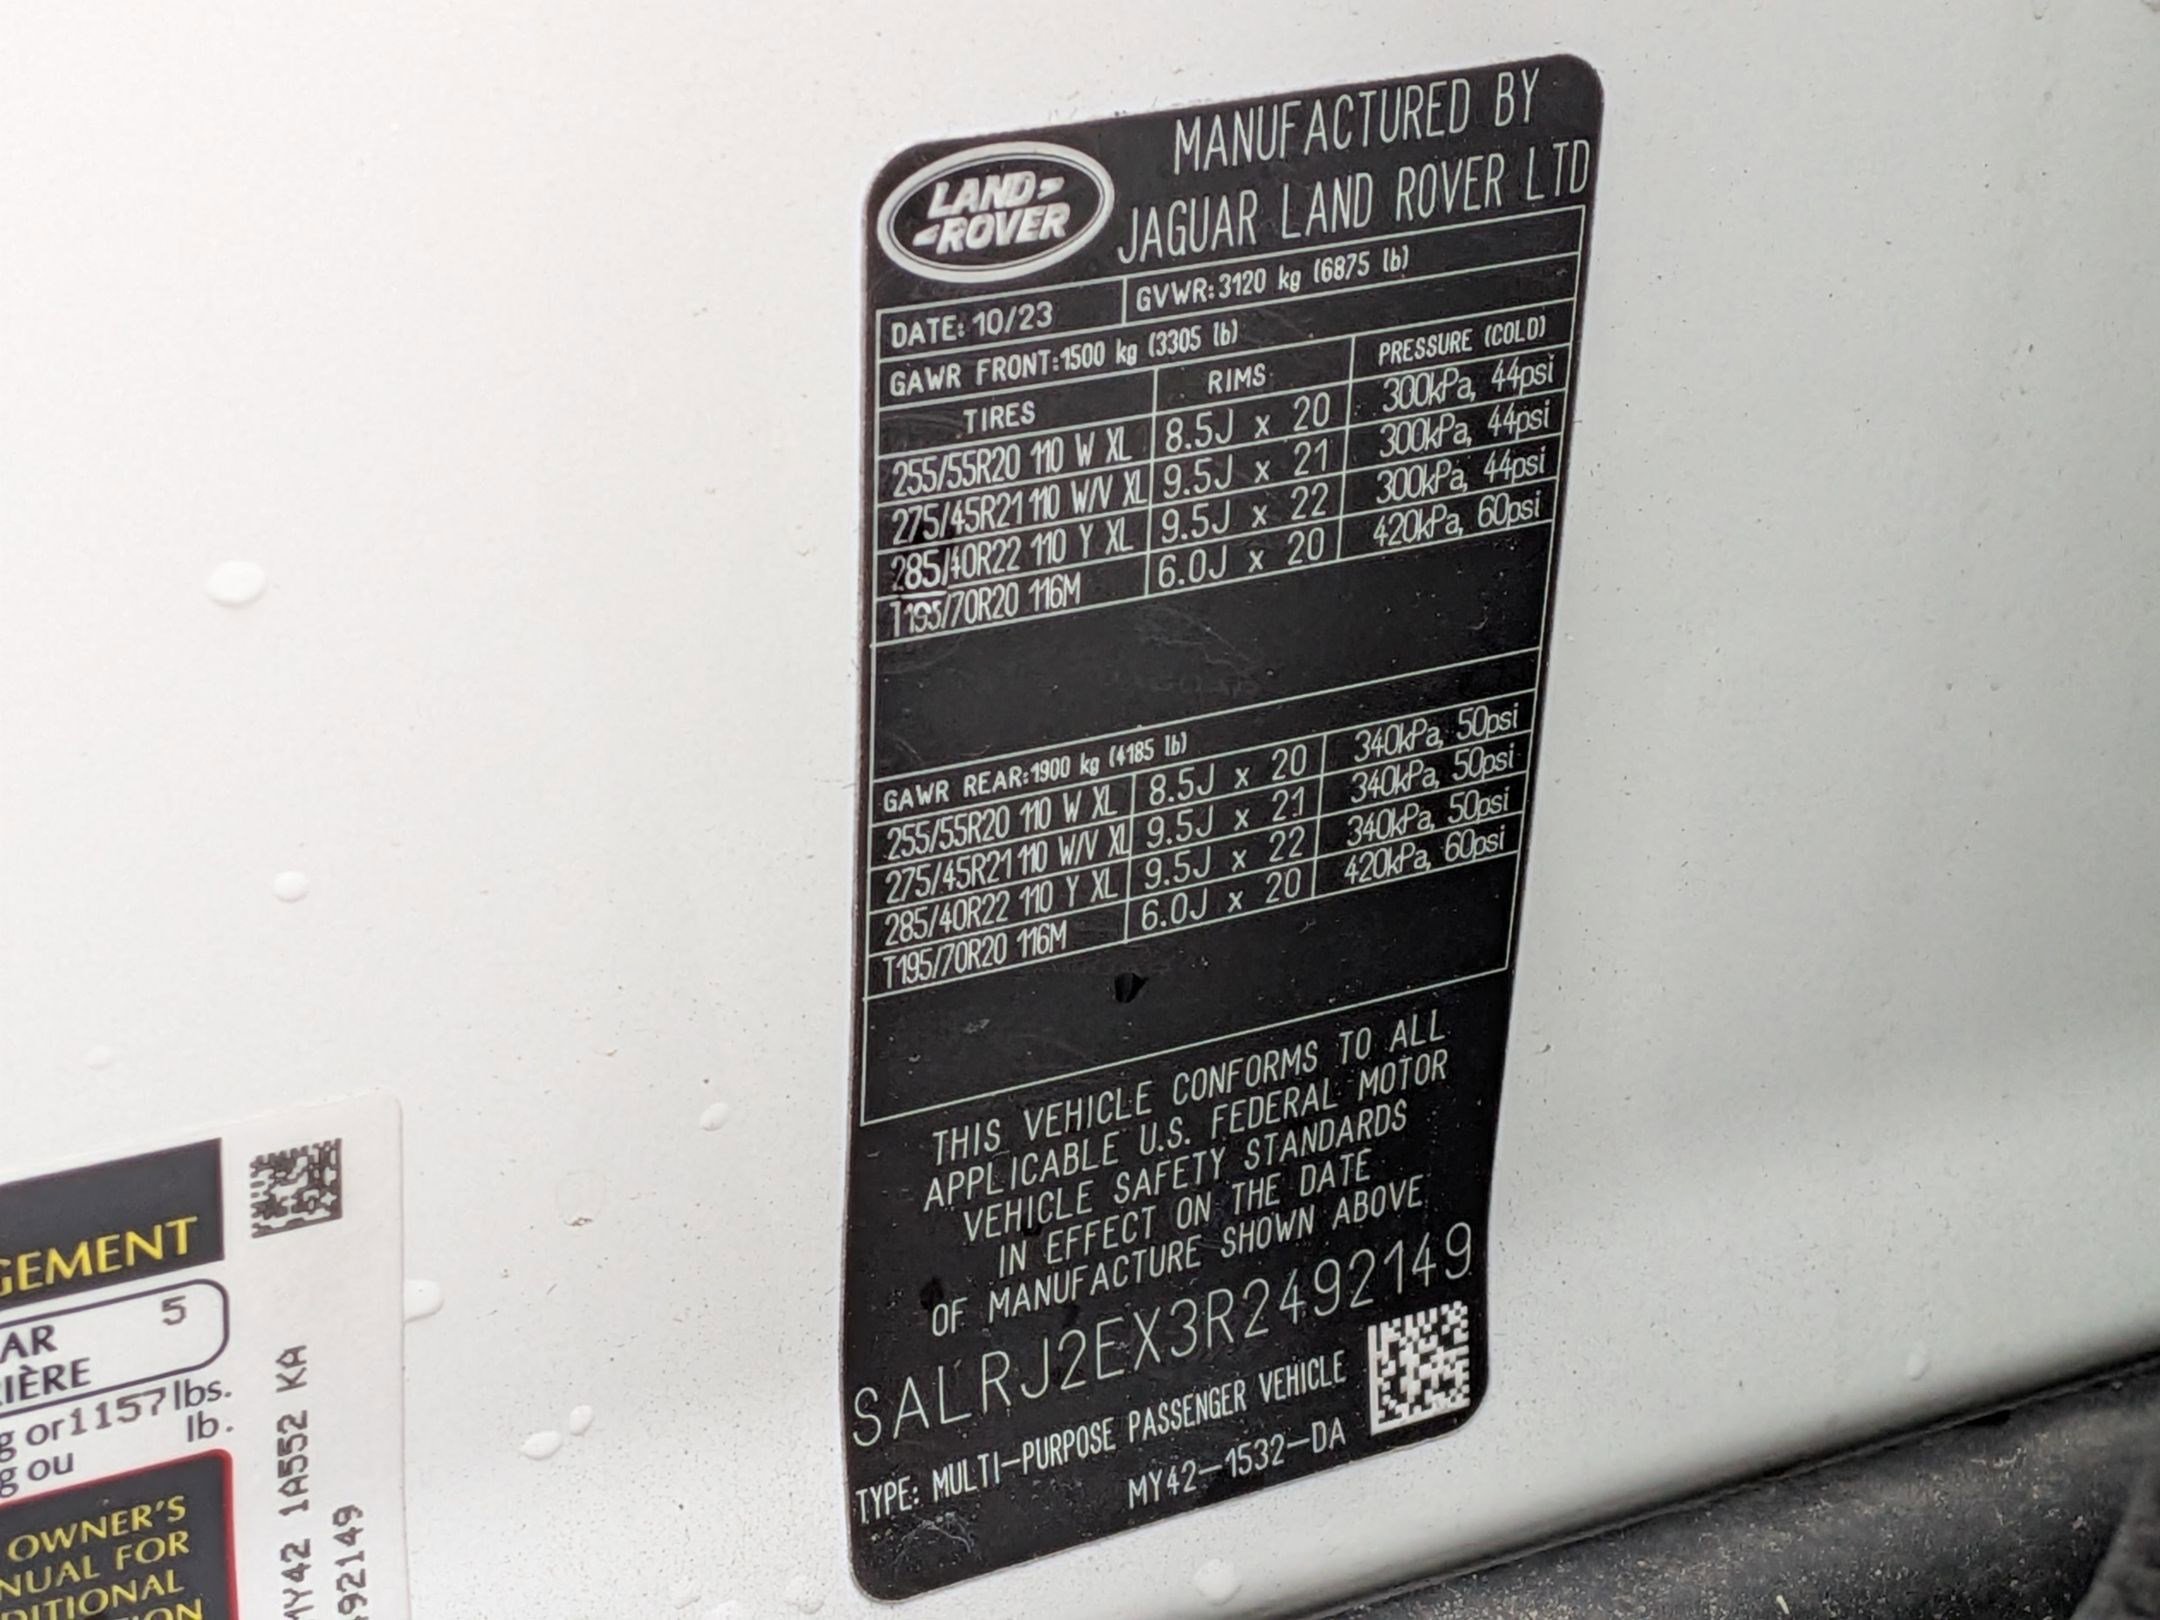 LAND-
-ROVER
MANUFACTURED BY
JAGUAR LAND ROVER LTD
DATE: 10/23 GVWR:3120 kg (6875 lb)
GAWR FRONT:1500 kg (3305 lb)
TIRES RIMS PRESSURE (COLD)
255/55R20 110 W XL 8.5J x 20 300kPa, 44psi
275/45R21 110 W/V XL 9.5J x 21 300kPa, 44psi
285/40R22 110 Y XL 9.5J x 22 300kPa, 44psi
T195/70R20 116M 6.0J x 20 420kPa, 60psi
GAWR REAR:1900 kg (4185 lb)
255/55R20 110 W XL 8.5J x 20 340kPa, 50psi
275/45R21 110 W/V XL 9.5J x 21 340kPa, 50psi
285/40R22 110 Y XL 9.5J x 22 340kPa, 50psi
T195/70R20 116M 6.0J x 20 420kPa, 60psi
THIS VEHICLE CONFORMS TO ALL
APPLICABLE U.S. FEDERAL MOTOR
VEHICLE SAFETY STANDARDS
IN EFFECT ON THE DATE
OF MANUFACTURE SHOWN ABOVE
SALRJ2EX3R2492149
TYPE: MULTI-PURPOSE PASSENGER VEHICLE
MY42-1532-DA
GEMENT
AR 5
IÈRE
g or 1157 lbs.
g ou lb.
OWNER'S
NUAL FOR
DITIONAL
TION
MY42 1A552 KA
492149